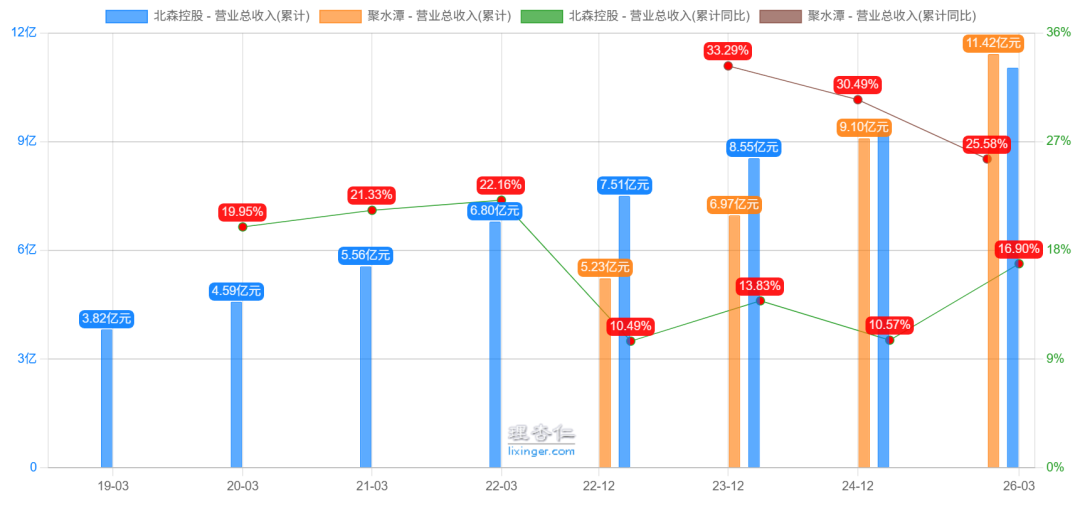 北森控股 - 营业总收入(累计) 聚水潭 - 营业总收入(累计) 北森控股 - 营业总收入(累计同比) 聚水潭 - 营业总收入(累计同比)
12亿 36%
11.42亿元
33.29%
30.49%
9.10亿元
9亿 27%
25.58%
8.55亿元
7.51亿元
22.16%
21.33%
6.97亿元
19.95%
6.80亿元
6亿 18%
16.90%
5.56亿元
5.23亿元
13.83%
4.59亿元
3.82亿元
10.49%
10.57%
3亿 9%
理杏仁
lixinger.com
0 0%
19-03 20-03 21-03 22-03 22-12 23-12 24-12 26-03